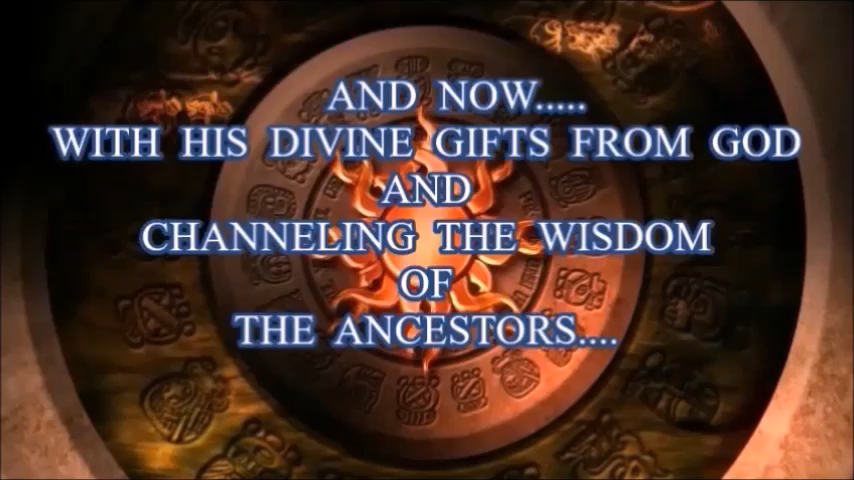 AND NOW.....
WITH HIS DIVINE GIFTS FROM GOD
AND
CHANNELING THE WISDOM
OF
THE ANCESTORS....